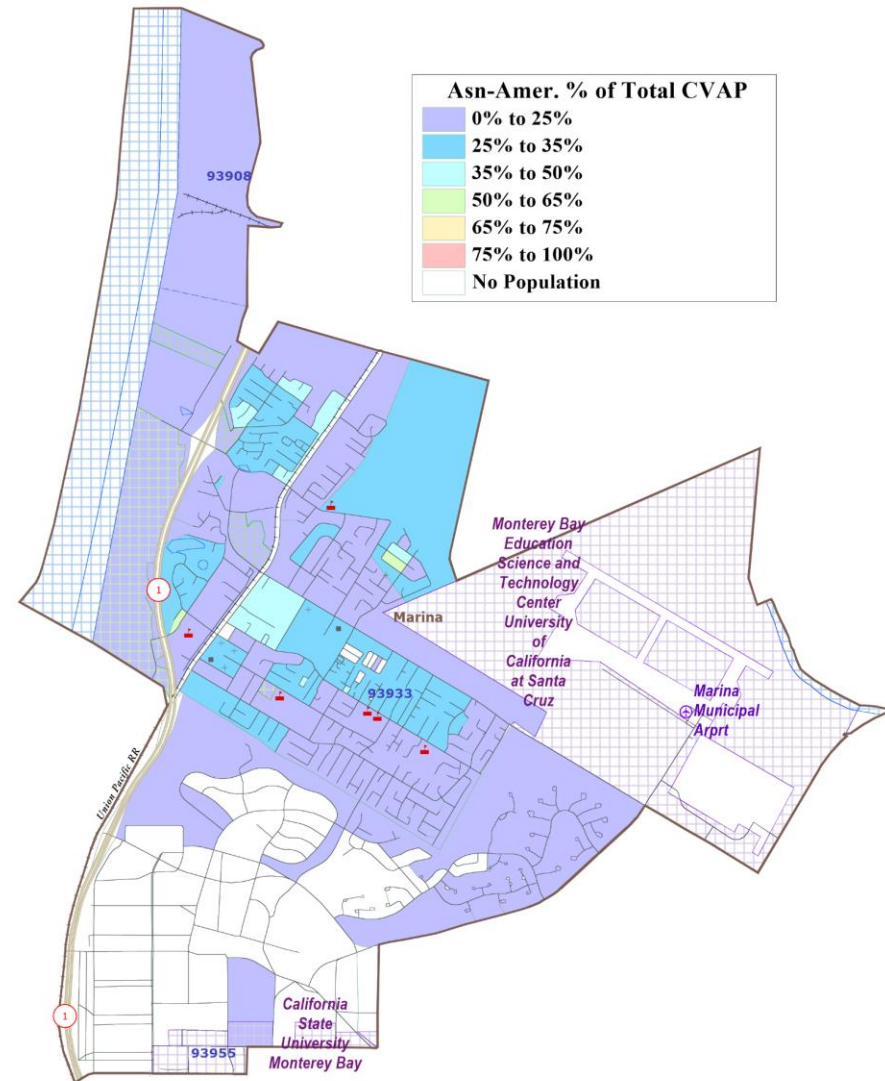 Asn-Amer. % of Total CVAP
0% to 25%
25% to 35%
35% to 50%
50% to 65%
65% to 75%
75% to 100%
No Population
93908
Monterey Bay
Education
Science and
Technology
Center
University
of
California
at Santa
Cruz
1
Marina
93933
Marina
Municipal
Arprt
Union Pacific RR
1
California
State
University
Monterey Bay
93955